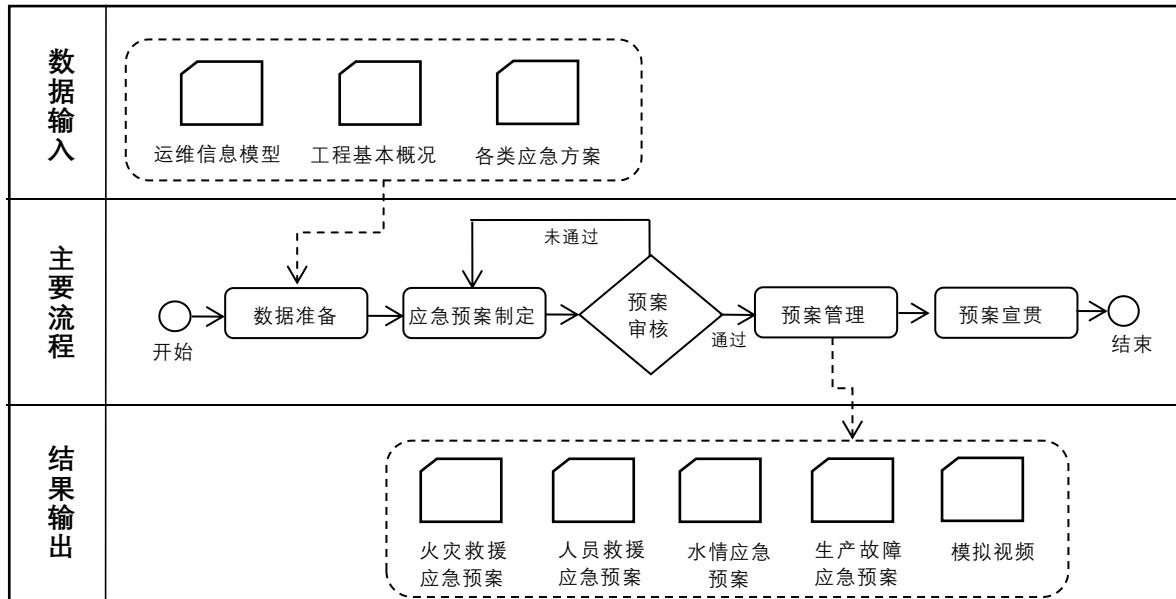 数据输入
运维信息模型
工程基本概况
各类应急方案
主要流程
未通过
开始
数据准备
应急预案制定
预案
审核
通过
预案管理
预案宣贯
结束
结果输出
火灾救援
应急预案
人员救援
应急预案
水情应急
预案
生产故障
应急预案
模拟视频